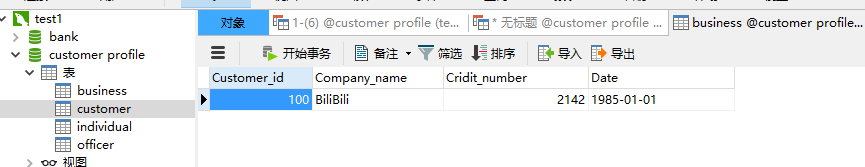 test1
bank
customer profile
表
business
customer
individual
officer
视图
对象
1-(6) @customer profile (te...
* 无标题 @customer profile ...
business @customer profile...
开始事务
备注
筛选
排序
导入
导出
Customer_id Company_name Cridit_number Date
100 BiliBili 2142 1985-01-01